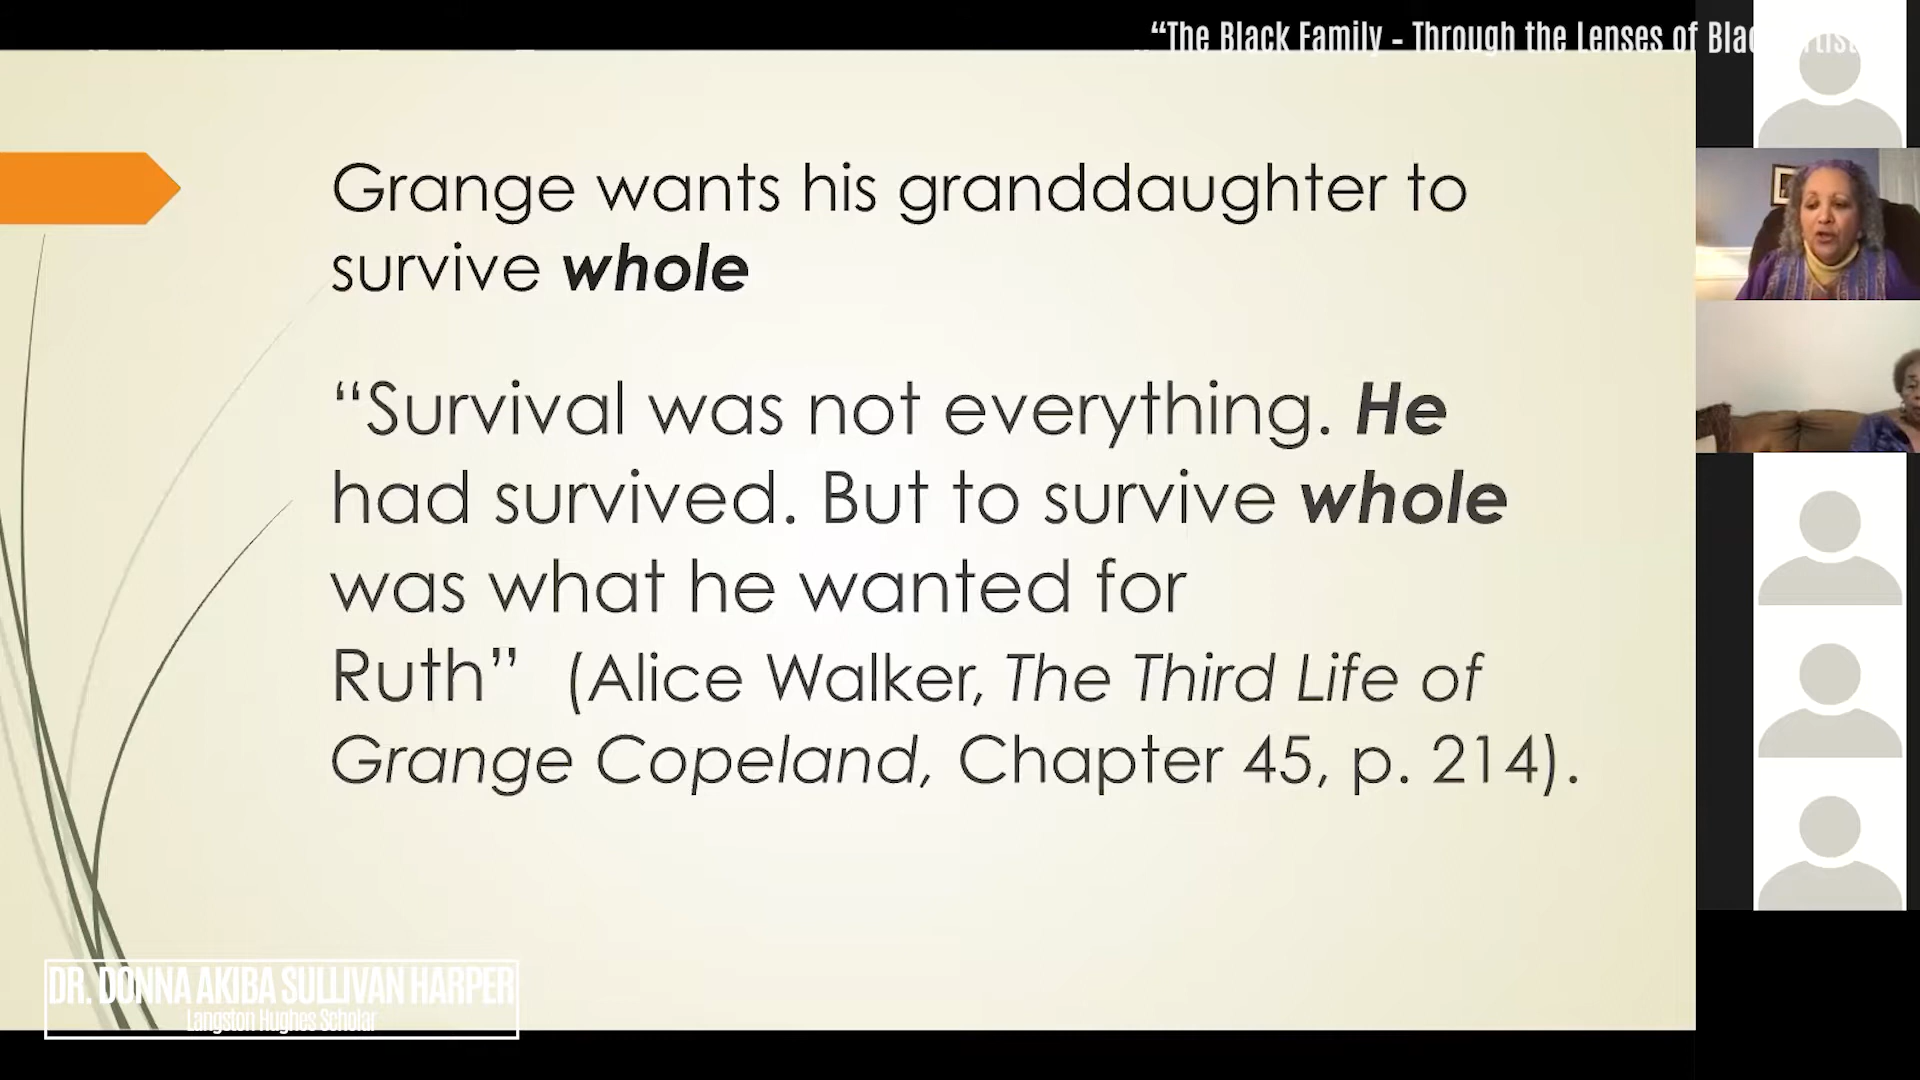 “The Black Family – Through the Lenses of
Grange wants his granddaughter to
survive whole
“Survival was not everything. He
had survived. But to survive whole
was what he wanted for
Ruth” (Alice Walker, The Third Life of
Grange Copeland, Chapter 45, p. 214).
DR. DONNA AKIBA SULLIVAN HARPER
Langston Hughes Scholar